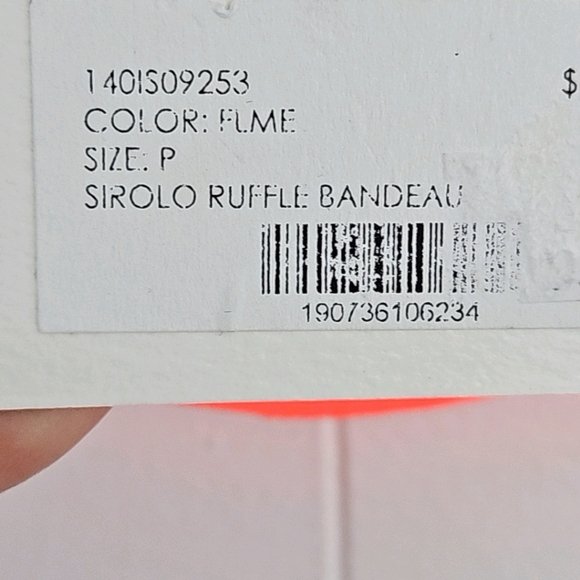 140IS09253 $
COLOR: FLME
SIZE: P
SIROLO RUFFLE BANDEAU
190736106234